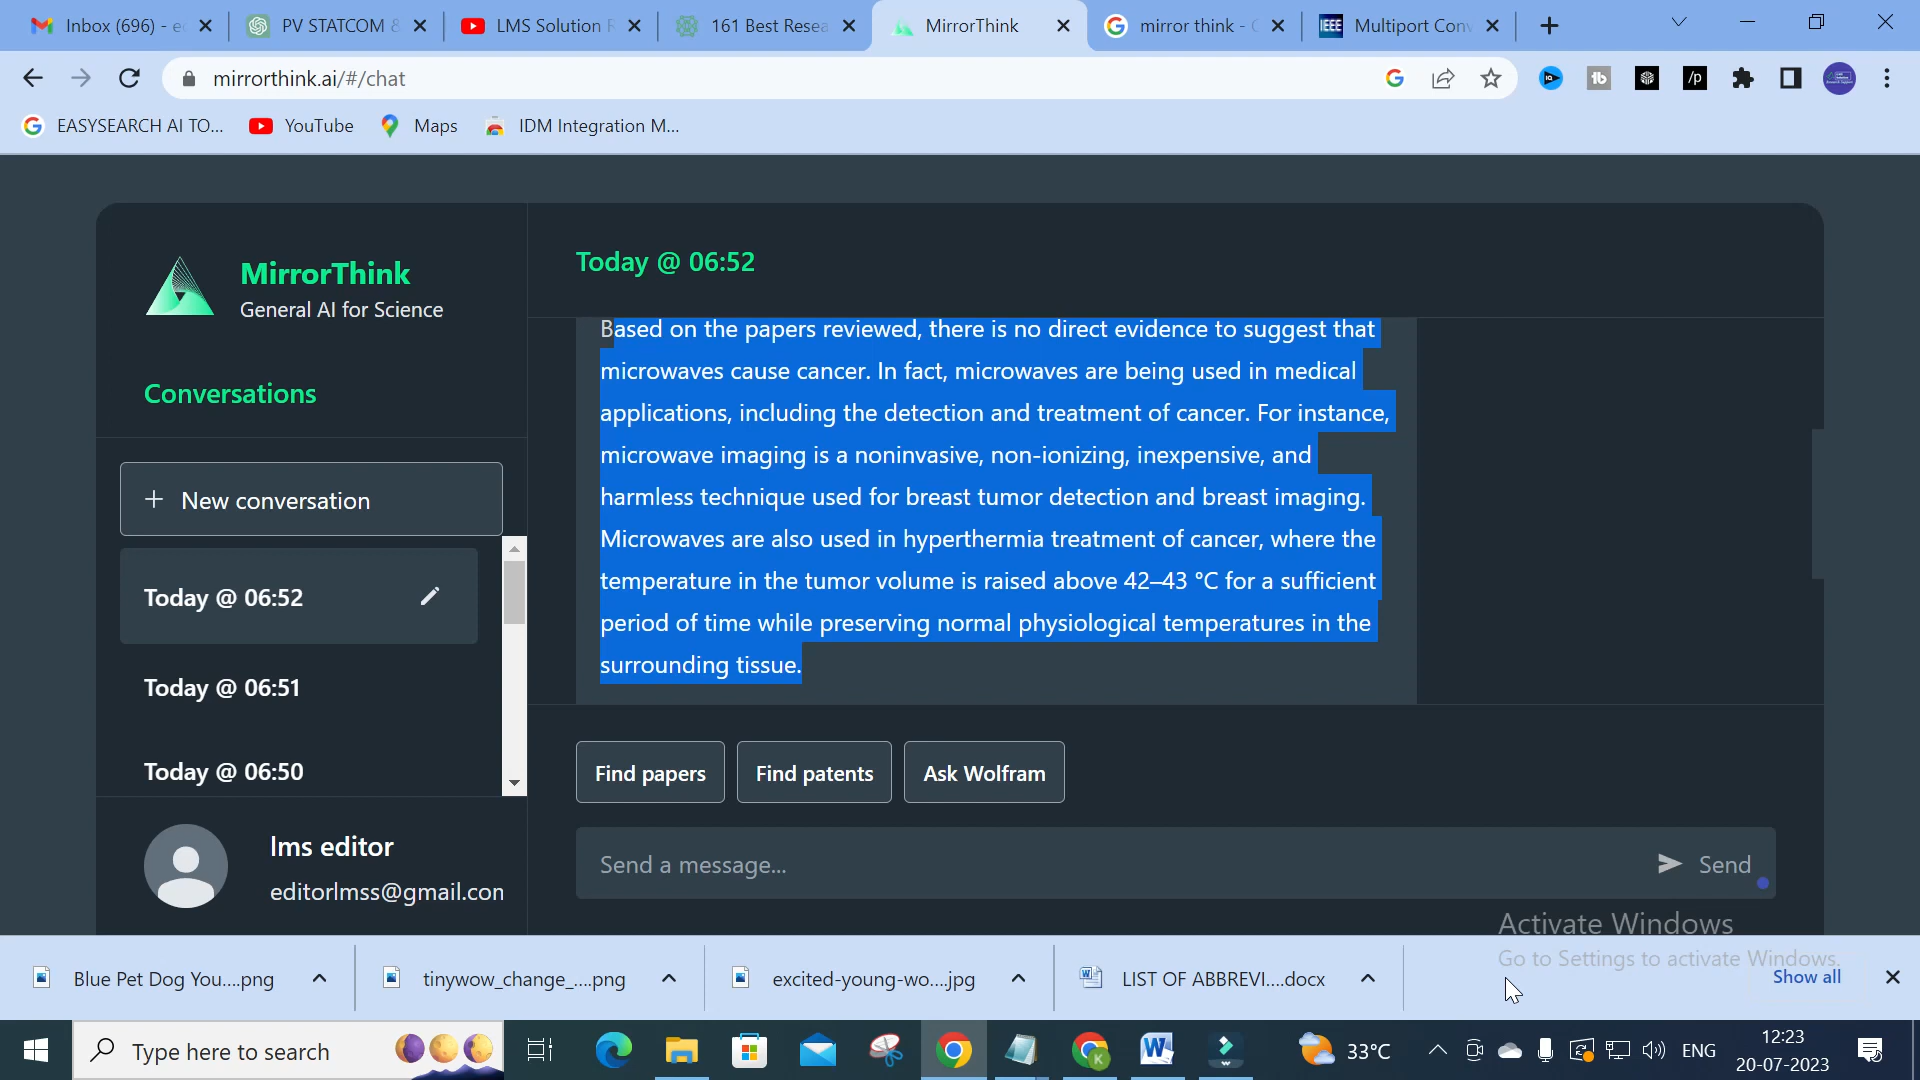 Inbox (696) - e
PV STATCOM &
LMS Solution
161 Best Resea
MirrorThink
mirror think -
Multiport Conv
mirrorthink.ai/#/chat
EASYSEARCH AI TO...
YouTube
Maps
IDM Integration M...
MirrorThink
General AI for Science
Conversations
+ New conversation
Today @ 06:52
Today @ 06:51
Today @ 06:50
lms editor
editorlmss@gmail.con
Today @ 06:52
Based on the papers reviewed, there is no direct evidence to suggest that
microwaves cause cancer. In fact, microwaves are being used in medical
applications, including the detection and treatment of cancer. For instance,
microwave imaging is a noninvasive, non-ionizing, inexpensive, and
harmless technique used for breast tumor detection and breast imaging.
Microwaves are also used in hyperthermia treatment of cancer, where the
temperature in the tumor volume is raised above 42–43 °C for a sufficient
period of time while preserving normal physiological temperatures in the
surrounding tissue.
Find papers
Find patents
Ask Wolfram
Send a message...
Send
Activate Windows
Go to Settings to activate Windows.
Blue Pet Dog You....png
tinywow_change_....png
excited-young-wo....jpg
LIST OF ABBREVI....docx
Show all
Type here to search
33°C
ENG
12:23
20-07-2023